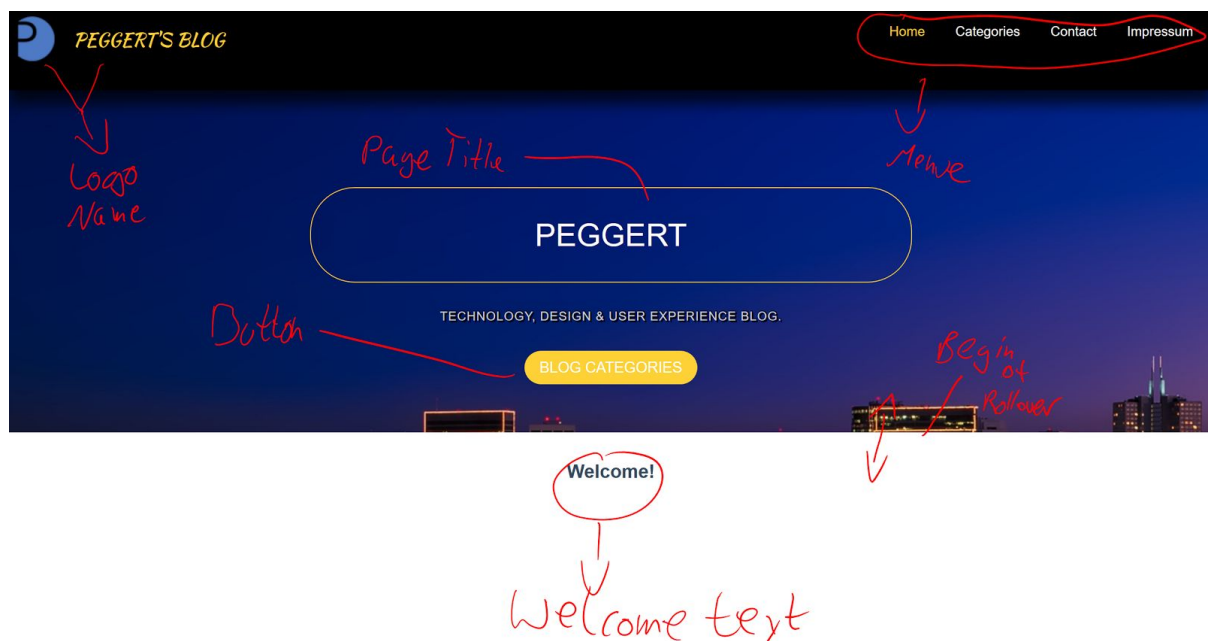 PEGGERT'S BLOG
Home Categories Contact Impressum
Logo
Name
Page Title
Menue
PEGGERT
TECHNOLOGY, DESIGN & USER EXPERIENCE BLOG.
Button
BLOG CATEGORIES
Begin
of
Rollover
Welcome!
Welcome text